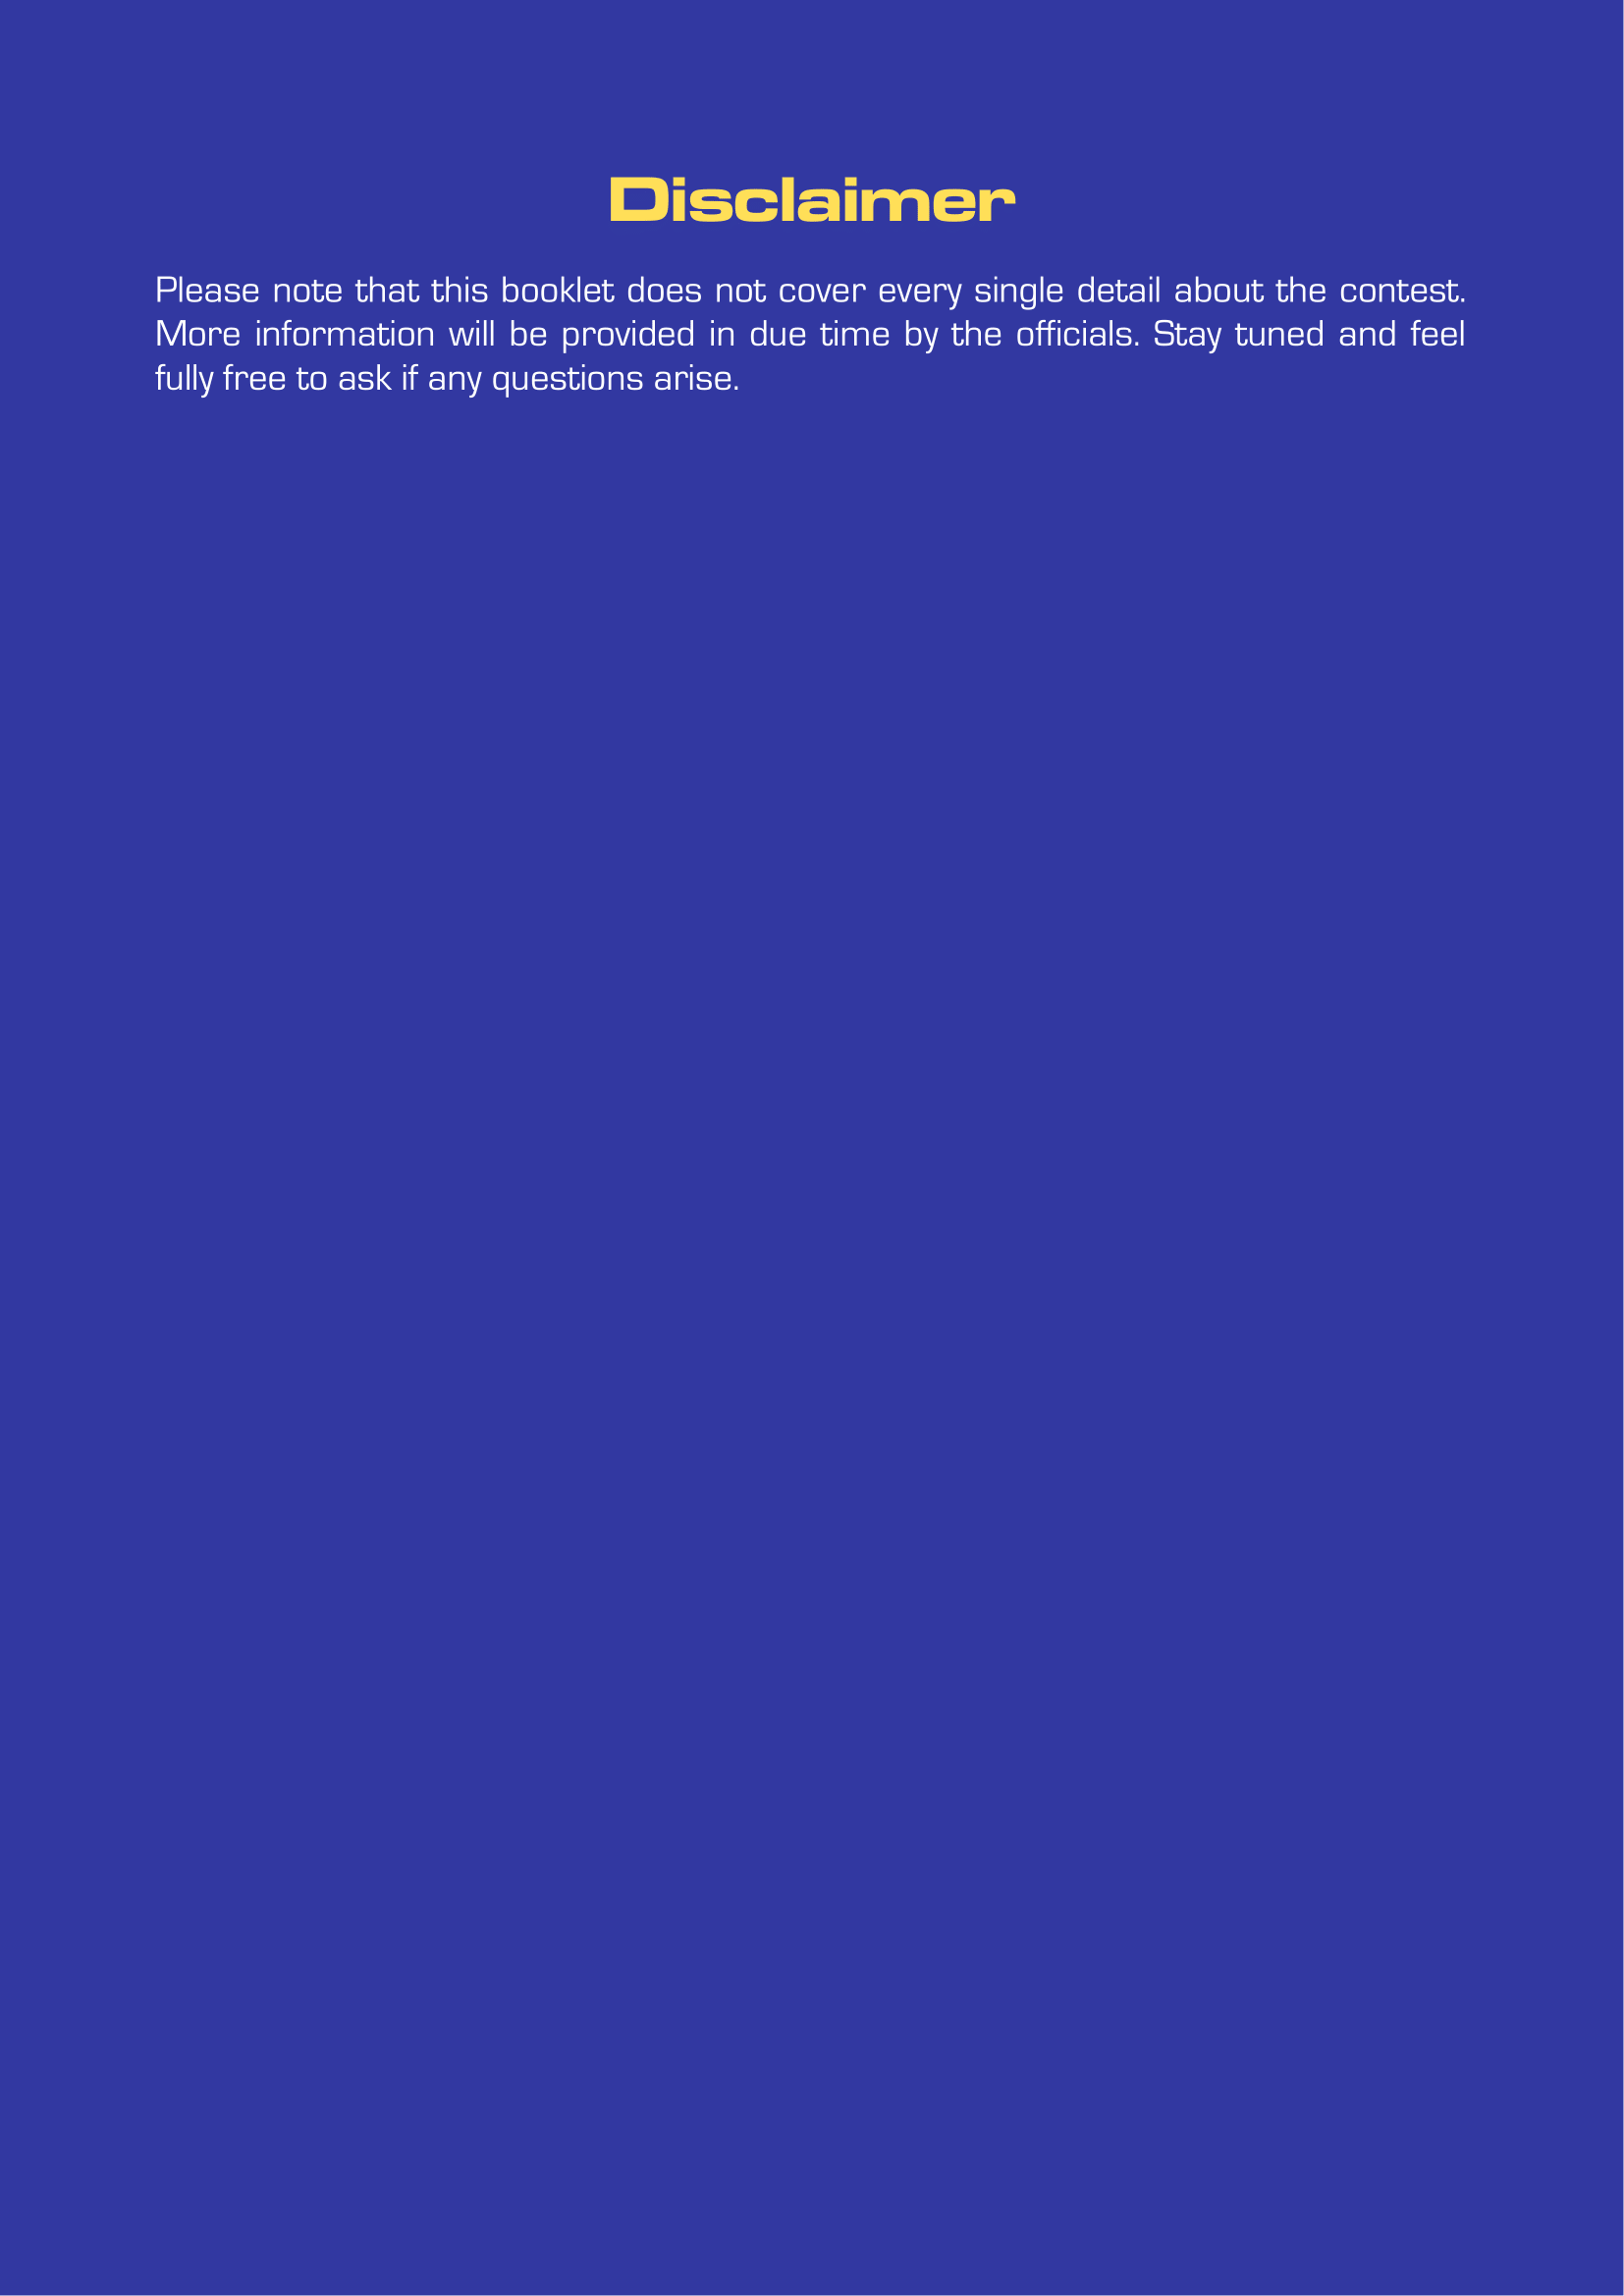 Disclaimer
Please note that this booklet does not cover every single detail about the contest.
More information will be provided in due time by the officials. Stay tuned and feel
fully free to ask if any questions arise.